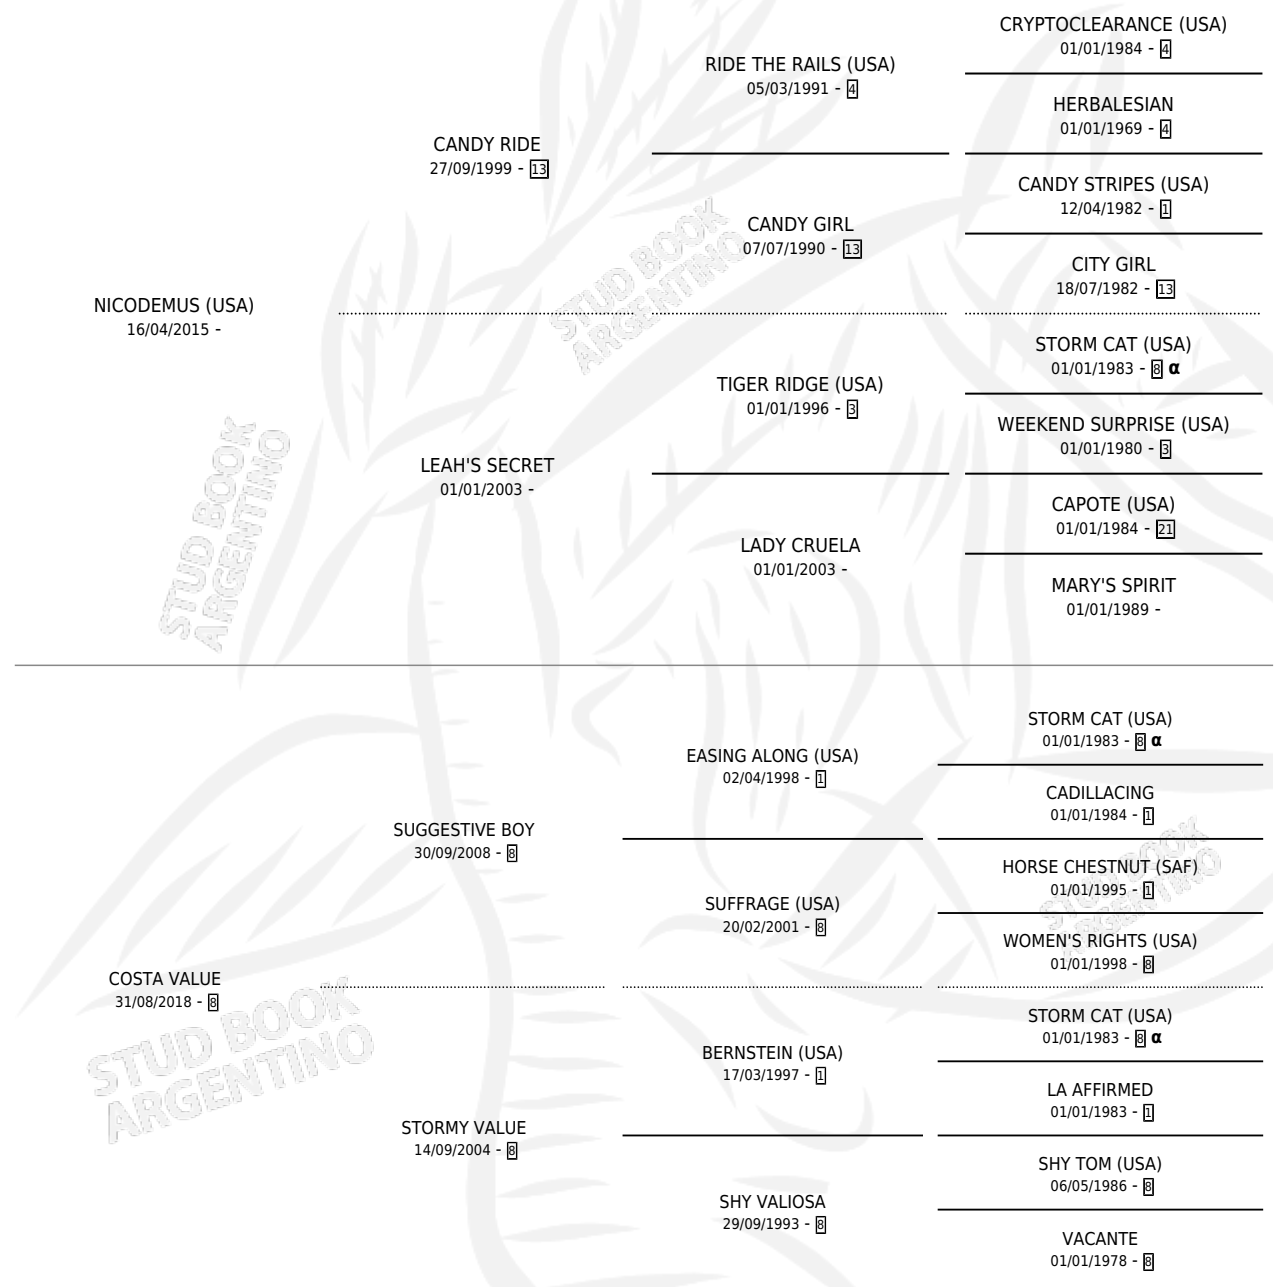 CRYPTOCLEARANCE (USA)
01/01/1984 - 4
RIDE THE RAILS (USA)
05/03/1991 - 4
HERBALESIAN
01/01/1969 - 4
CANDY RIDE
27/09/1999 - 13
CANDY STRIPES (USA)
12/04/1982 - 1
CANDY GIRL
07/07/1990 - 13
CITY GIRL
18/07/1982 - 13
NICODEMUS (USA)
16/04/2015 -
STORM CAT (USA)
01/01/1983 - 8 α
TIGER RIDGE (USA)
01/01/1996 - 3
WEEKEND SURPRISE (USA)
01/01/1980 - 3
LEAH'S SECRET
01/01/2003 -
CAPOTE (USA)
01/01/1984 - 21
LADY CRUELA
01/01/2003 -
MARY'S SPIRIT
01/01/1989 -
STORM CAT (USA)
01/01/1983 - 8 α
EASING ALONG (USA)
02/04/1998 - 1
CADILLACING
01/01/1984 - 1
SUGGESTIVE BOY
30/09/2008 - 8
HORSE CHESTNUT (SAF)
01/01/1995 - 1
SUFFRAGE (USA)
20/02/2001 - 8
WOMEN'S RIGHTS (USA)
01/01/1998 - 8
COSTA VALUE
31/08/2018 - 8
STORM CAT (USA)
01/01/1983 - 8 α
BERNSTEIN (USA)
17/03/1997 - 1
LA AFFIRMED
01/01/1983 - 1
STORMY VALUE
14/09/2004 - 8
SHY TOM (USA)
06/05/1986 - 8
SHY VALIOSA
29/09/1993 - 8
VACANTE
01/01/1978 - 8
STUD BOOK
ARGENTINO
STUD BOOK
ARGENTINO
STUD BOOK
ARGENTINO
STUD BOOK
ARGENTINO